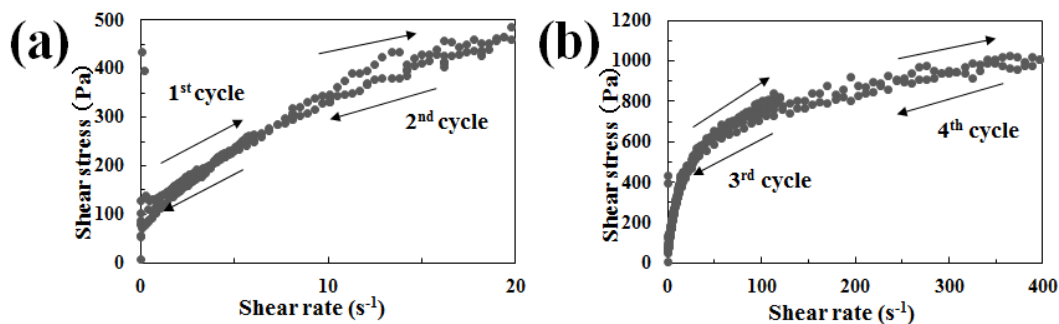 (a)
Shear stress (Pa)
500
400
300
200
100
0
1st cycle
2nd cycle
0
10
20
Shear rate (s-1)
(b)
Shear stress (Pa)
1200
1000
800
600
400
200
0
3rd cycle
4th cycle
0
100
200
300
400
Shear rate (s-1)